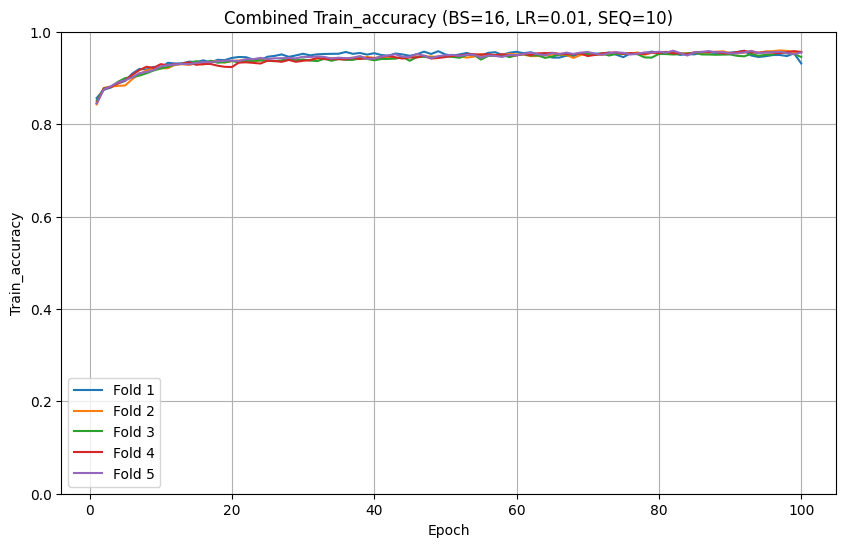 Combined Train_accuracy (BS=16, LR=0.01, SEQ=10)
Train_accuracy
1.0
0.8
0.6
0.4
0.2
0.0
Fold 1
Fold 2
Fold 3
Fold 4
Fold 5
0 20 40 60 80 100
Epoch